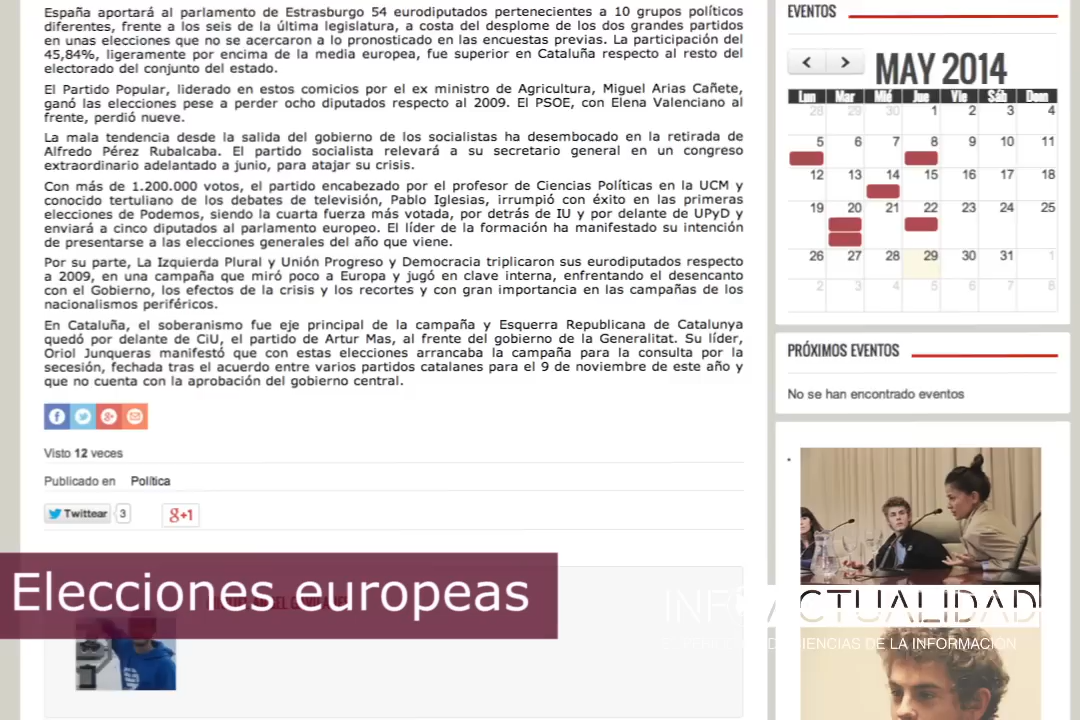 España aportará al parlamento de Estrasburgo 54 eurodiputados pertenecientes a 10 grupos políticos
diferentes, frente a los seis de la última legislatura, a costa del desplome de los dos grandes partidos
en unas elecciones que no se acercaron a lo pronosticado en las encuestas previas. La participación del
45,84%, ligeramente por encima de la media europea, fue superior en Cataluña respecto al resto del
electorado del conjunto del estado.
El Partido Popular, liderado en estos comicios por el ex ministro de Agricultura, Miguel Arias Cañete,
ganó las elecciones pese a perder ocho diputados respecto al 2009. El PSOE, con Elena Valenciano al
frente, perdió nueve.
La mala tendencia desde la salida del gobierno de los socialistas ha desembocado en la retirada de
Alfredo Pérez Rubalcaba. El partido socialista relevará a su secretario general en un congreso
extraordinario adelantado a junio, para atajar su crisis.
Con más de 1.200.000 votos, el partido encabezado por el profesor de Ciencias Políticas en la UCM y
conocido tertuliano de los debates de televisión, Pablo Iglesias, irrumpió con éxito en las primeras
elecciones de Podemos, siendo la cuarta fuerza más votada, por detrás de IU y por delante de UPyD y
enviará a cinco diputados al parlamento europeo. El líder de la formación ha manifestado su intención
de presentarse a las elecciones generales del año que viene.
Por su parte, La Izquierda Plural y Unión Progreso y Democracia triplicaron sus eurodiputados respecto
a 2009, en una campaña que miró poco a Europa y jugó en clave interna, enfrentando el desencanto
con el Gobierno, los efectos de la crisis y los recortes y con gran importancia en las campañas de los
nacionalismos periféricos.
En Cataluña, el soberanismo fue eje principal de la campaña y Esquerra Republicana de Catalunya
quedó por delante de CiU, el partido de Artur Mas, al frente del gobierno de la Generalitat. Su líder,
Oriol Junqueras manifestó que con estas elecciones arrancaba la campaña para la consulta por la
secesión, fechada tras el acuerdo entre varios partidos catalanes para el 9 de noviembre de este año y
que no cuenta con la aprobación del gobierno central.
Visto 12 veces
Publicado en Política
Twittear 3
g+1
Elecciones europeas
EVENTOS
< >
MAY 2014
Lun Mar Mié Jue Vie Sáb Dom
28 29 30 1 2 3 4
5 6 7 8 9 10 11
12 13 14 15 16 17 18
19 20 21 22 23 24 25
26 27 28 29 30 31 1
2 3 4 5 6 7 8
PRÓXIMOS EVENTOS
No se han encontrado eventos
INFOACTUALIDAD
CIENCIAS DE LA INFORMACIÓN